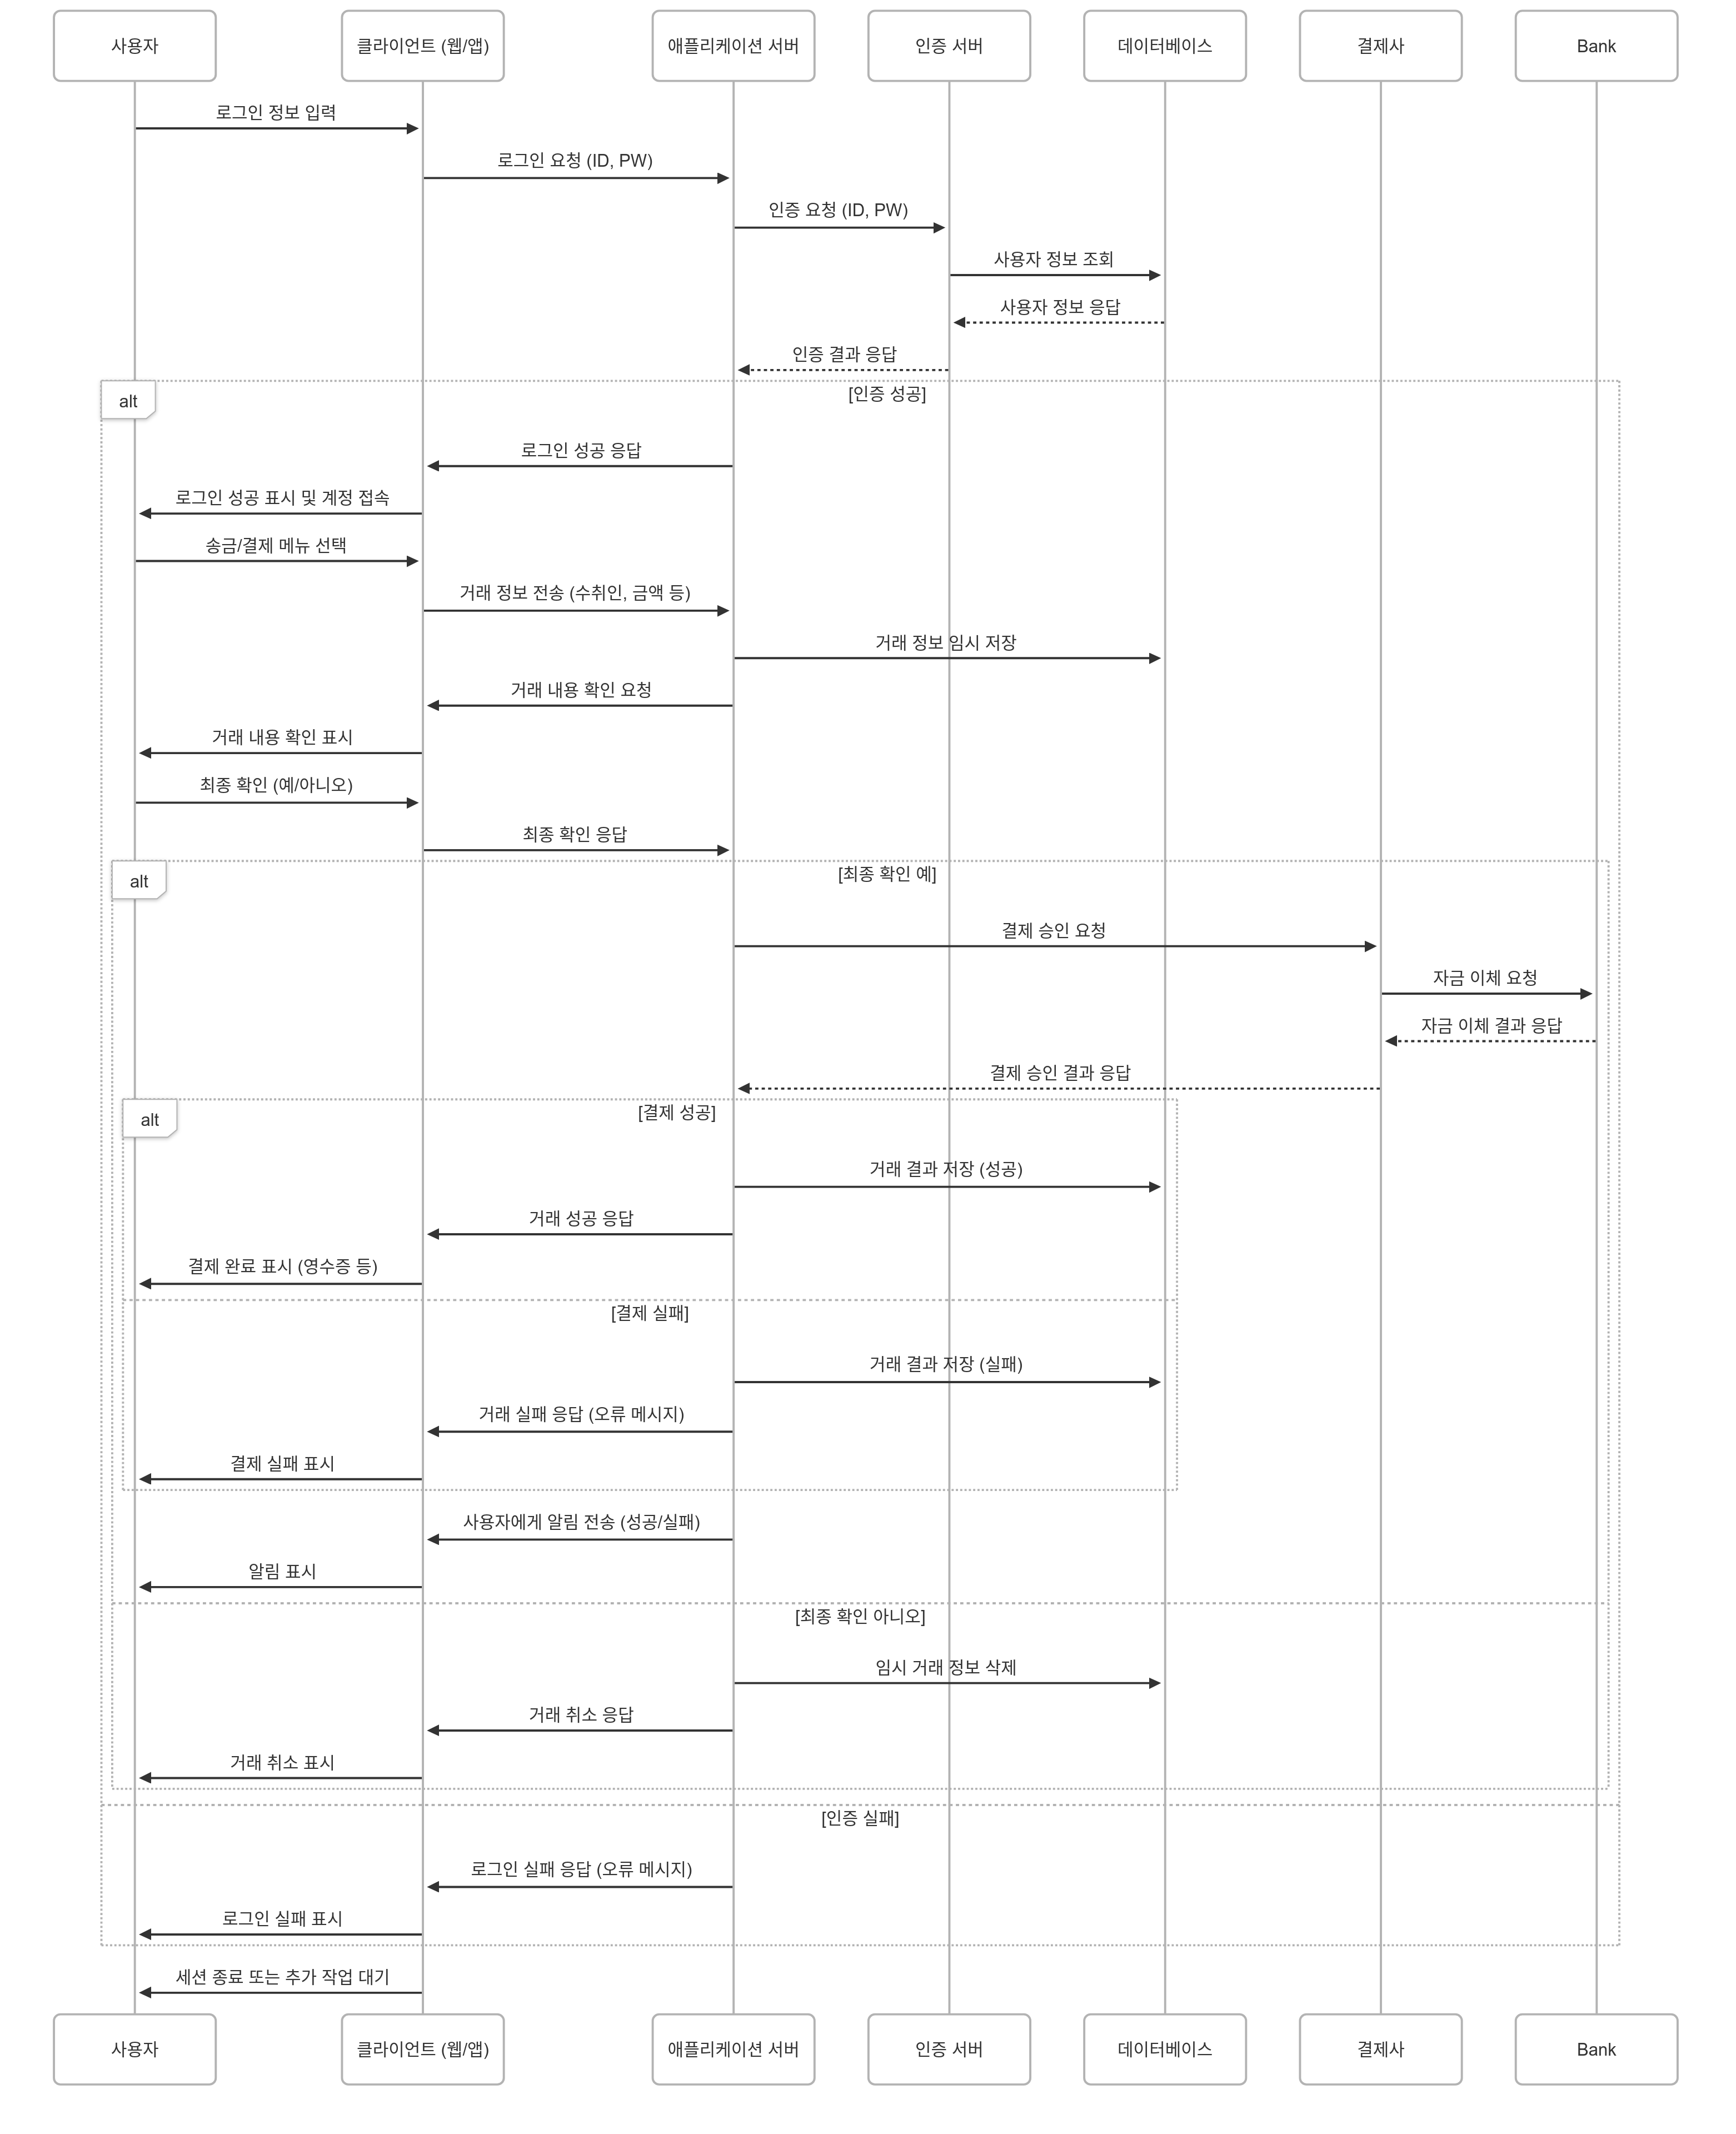 사용자
클라이언트 (웹/앱)
애플리케이션 서버
인증 서버
데이터베이스
결제사
Bank
로그인 정보 입력
로그인 요청 (ID, PW)
인증 요청 (ID, PW)
사용자 정보 조회
사용자 정보 응답
인증 결과 응답
alt
[인증 성공]
로그인 성공 응답
로그인 성공 표시 및 계정 접속
송금/결제 메뉴 선택
거래 정보 전송 (수취인, 금액 등)
거래 정보 임시 저장
거래 내용 확인 요청
거래 내용 확인 표시
최종 확인 (예/아니오)
최종 확인 응답
alt
[최종 확인 예]
결제 승인 요청
자금 이체 요청
자금 이체 결과 응답
결제 승인 결과 응답
alt
[결제 성공]
거래 결과 저장 (성공)
거래 성공 응답
결제 완료 표시 (영수증 등)
[결제 실패]
거래 결과 저장 (실패)
거래 실패 응답 (오류 메시지)
결제 실패 표시
사용자에게 알림 전송 (성공/실패)
알림 표시
[최종 확인 아니오]
임시 거래 정보 삭제
거래 취소 응답
거래 취소 표시
[인증 실패]
로그인 실패 응답 (오류 메시지)
로그인 실패 표시
세션 종료 또는 추가 작업 대기
사용자
클라이언트 (웹/앱)
애플리케이션 서버
인증 서버
데이터베이스
결제사
Bank